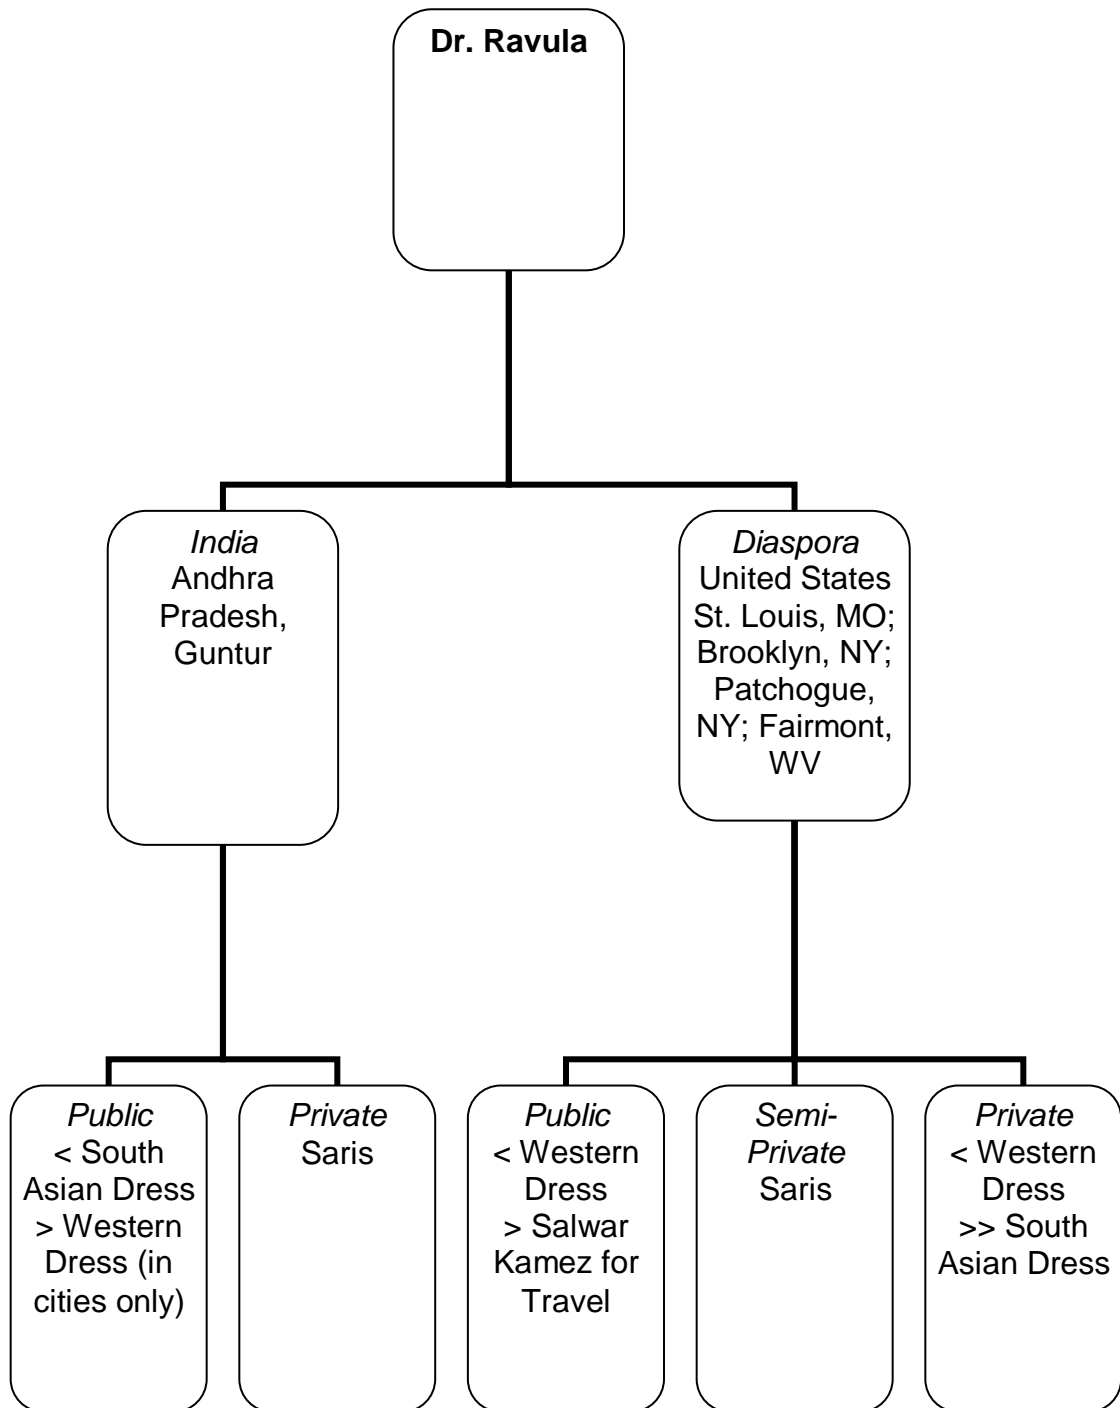 Dr. Ravula
India
Andhra
Pradesh,
Guntur
Diaspora
United States
St. Louis, MO;
Brooklyn, NY;
Patchogue,
NY; Fairmont,
WV
Public
< South
Asian Dress
> Western
Dress (in
cities only)
Private
Saris
Public
< Western
Dress
> Salwar
Kamez for
Travel
Semi-
Private
Saris
Private
< Western
Dress
>> South
Asian Dress